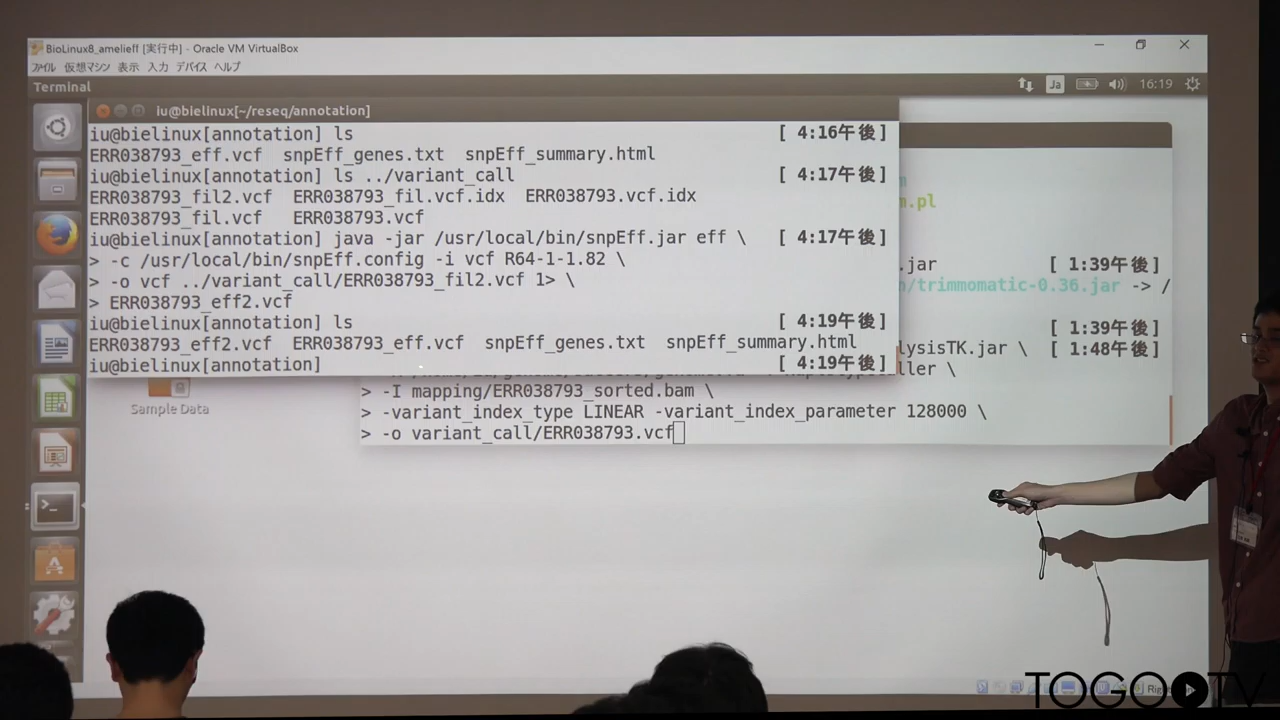 BioLinux8_amelieff [実行中] - Oracle VM VirtualBox
ファイル 仮想マシン 表示 入力 デバイス ヘルプ
Terminal
Ja
16:19
iu@bielinux[~/reseq/annotation]
iu@bielinux[annotation] ls [ 4:16午後]
ERR038793_eff.vcf snpEff_genes.txt snpEff_summary.html
iu@bielinux[annotation] ls ../variant_call [ 4:17午後]
ERR038793_fil2.vcf ERR038793_fil.vcf.idx ERR038793.vcf.idx
ERR038793_fil.vcf ERR038793.vcf
iu@bielinux[annotation] java -jar /usr/local/bin/snpEff.jar eff \ [ 4:17午後]
> -c /usr/local/bin/snpEff.config -i vcf R64-1-1.82 \
> -o vcf ../variant_call/ERR038793_fil2.vcf 1> \
> ERR038793_eff2.vcf
iu@bielinux[annotation] ls [ 4:19午後]
ERR038793_eff2.vcf ERR038793_eff.vcf snpEff_genes.txt snpEff_summary.html
iu@bielinux[annotation] [ 4:19午後]
m.pl
.jar [ 1:39午後]
n/trimmomatic-0.36.jar -> /
[ 1:39午後]
lysisTK.jar \ [ 1:48午後]
> -I mapping/ERR038793_sorted.bam \
> -variant_index_type LINEAR -variant_index_parameter 128000 \
> -o variant_call/ERR038793.vcf
Sample Data
TOGOTV